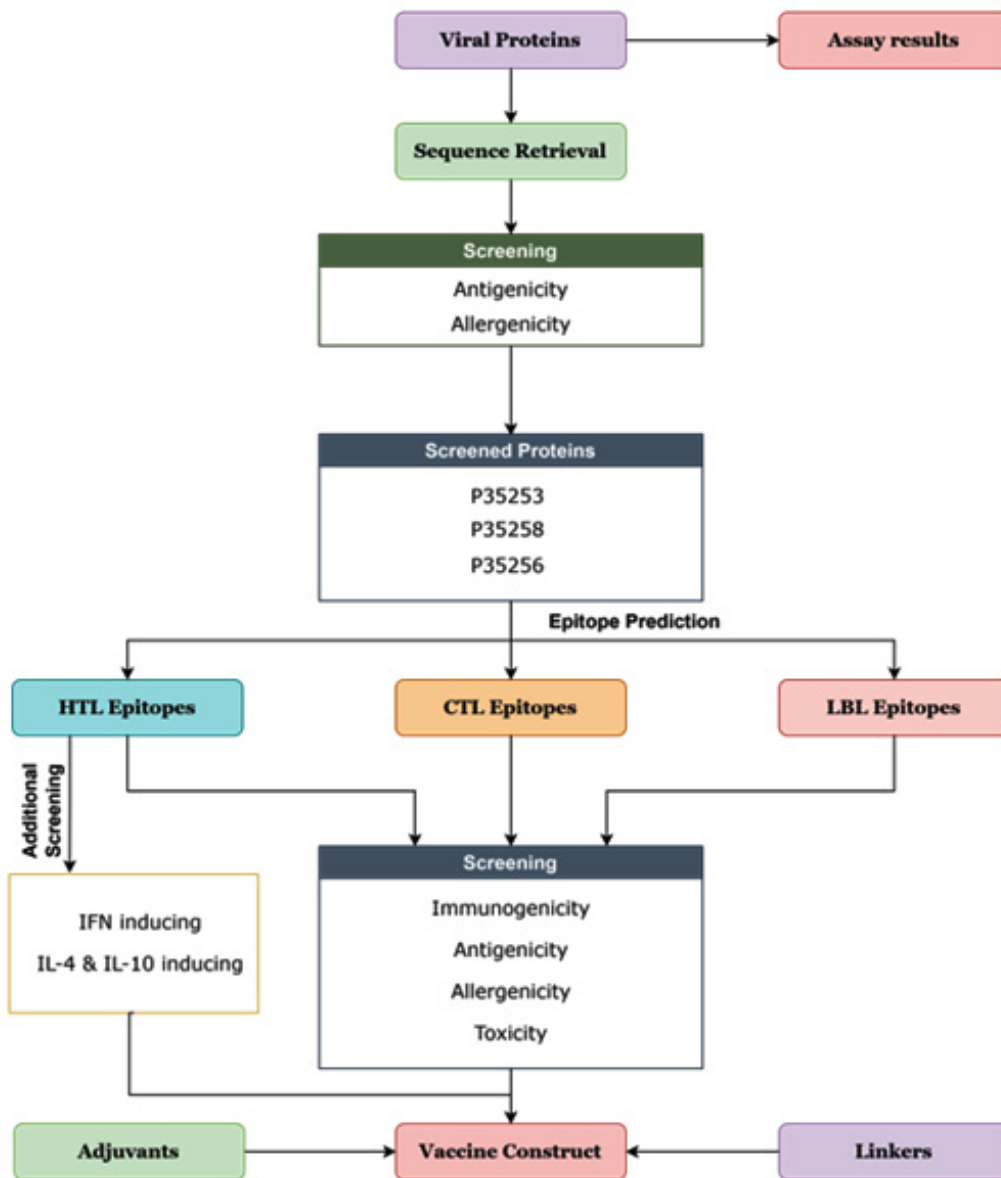 Viral Proteins
Assay results
Sequence Retrieval
Screening
Antigenicity
Allergenicity
Screened Proteins
P35253
P35258
P35256
Epitope Prediction
HTL Epitopes
CTL Epitopes
LBL Epitopes
Additional
Screening
IFN inducing
IL-4 & IL-10 inducing
Screening
Immunogenicity
Antigenicity
Allergenicity
Toxicity
Adjuvants
Vaccine Construct
Linkers